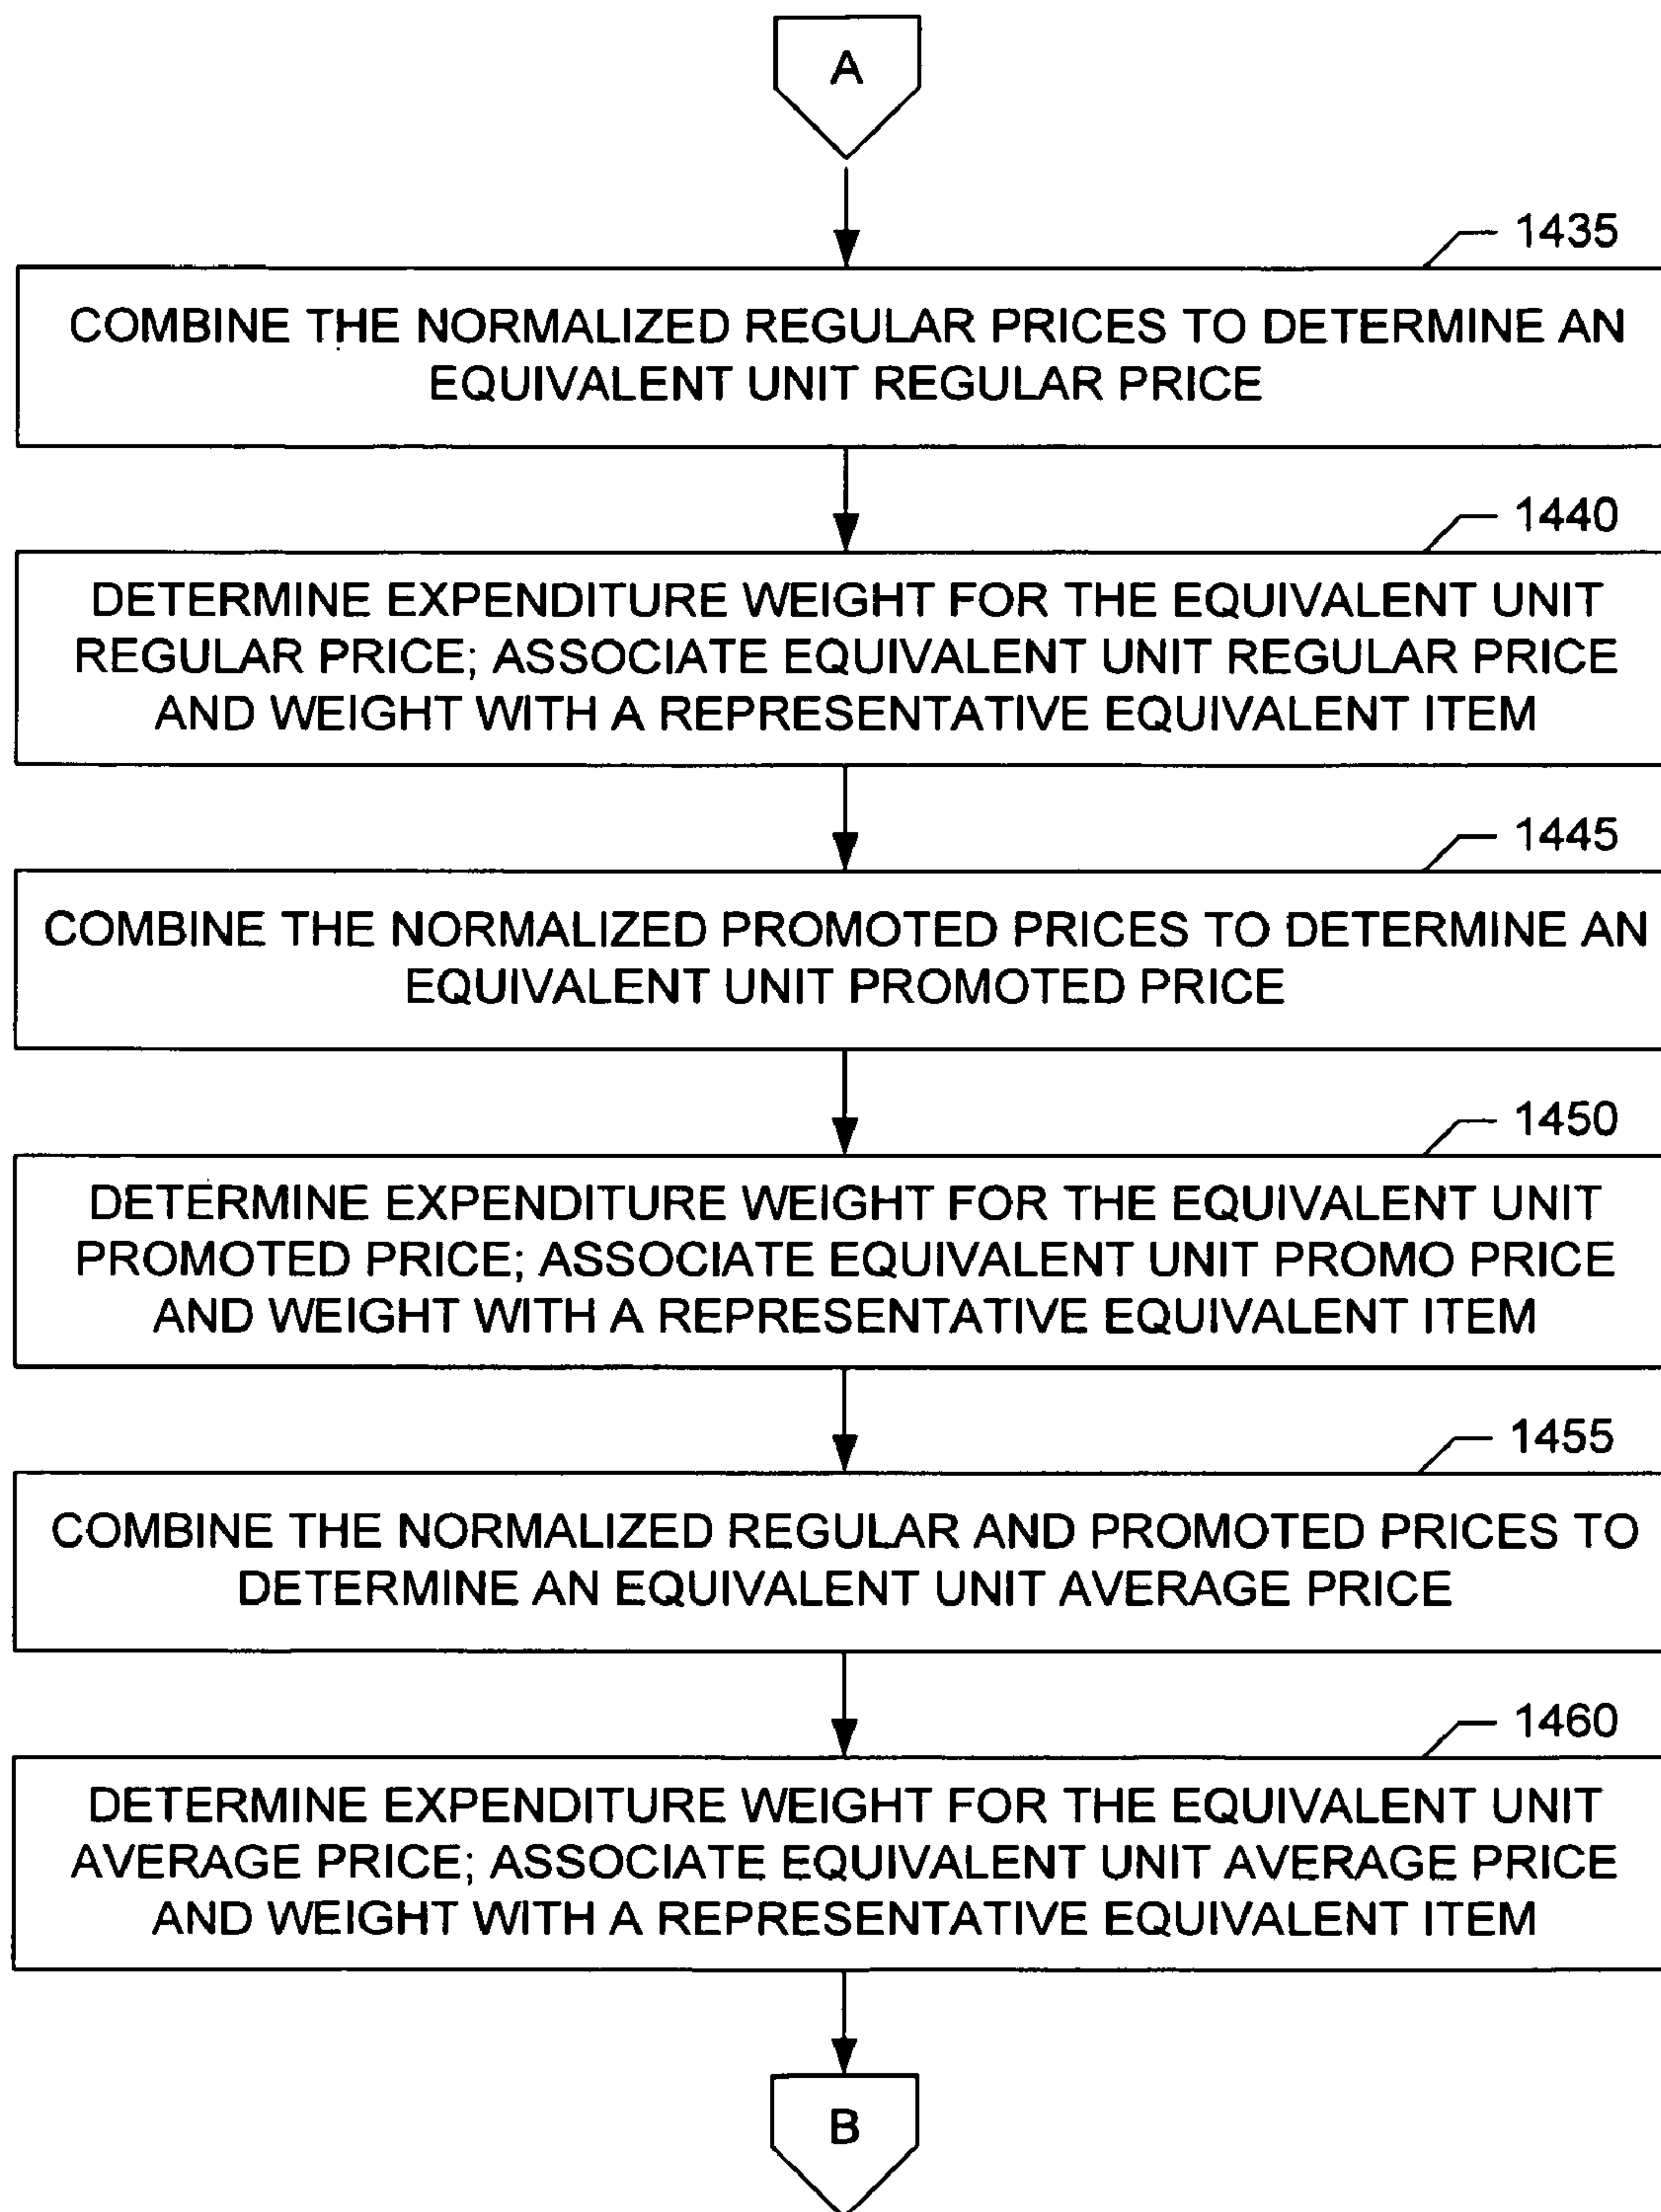 A
1435
COMBINE THE NORMALIZED REGULAR PRICES TO DETERMINE AN
EQUIVALENT UNIT REGULAR PRICE
1440
DETERMINE EXPENDITURE WEIGHT FOR THE EQUIVALENT UNIT
REGULAR PRICE; ASSOCIATE EQUIVALENT UNIT REGULAR PRICE
AND WEIGHT WITH A REPRESENTATIVE EQUIVALENT ITEM
1445
COMBINE THE NORMALIZED PROMOTED PRICES TO DETERMINE AN
EQUIVALENT UNIT PROMOTED PRICE
1450
DETERMINE EXPENDITURE WEIGHT FOR THE EQUIVALENT UNIT
PROMOTED PRICE; ASSOCIATE EQUIVALENT UNIT PROMO PRICE
AND WEIGHT WITH A REPRESENTATIVE EQUIVALENT ITEM
1455
COMBINE THE NORMALIZED REGULAR AND PROMOTED PRICES TO
DETERMINE AN EQUIVALENT UNIT AVERAGE PRICE
1460
DETERMINE EXPENDITURE WEIGHT FOR THE EQUIVALENT UNIT
AVERAGE PRICE; ASSOCIATE EQUIVALENT UNIT AVERAGE PRICE
AND WEIGHT WITH A REPRESENTATIVE EQUIVALENT ITEM
B